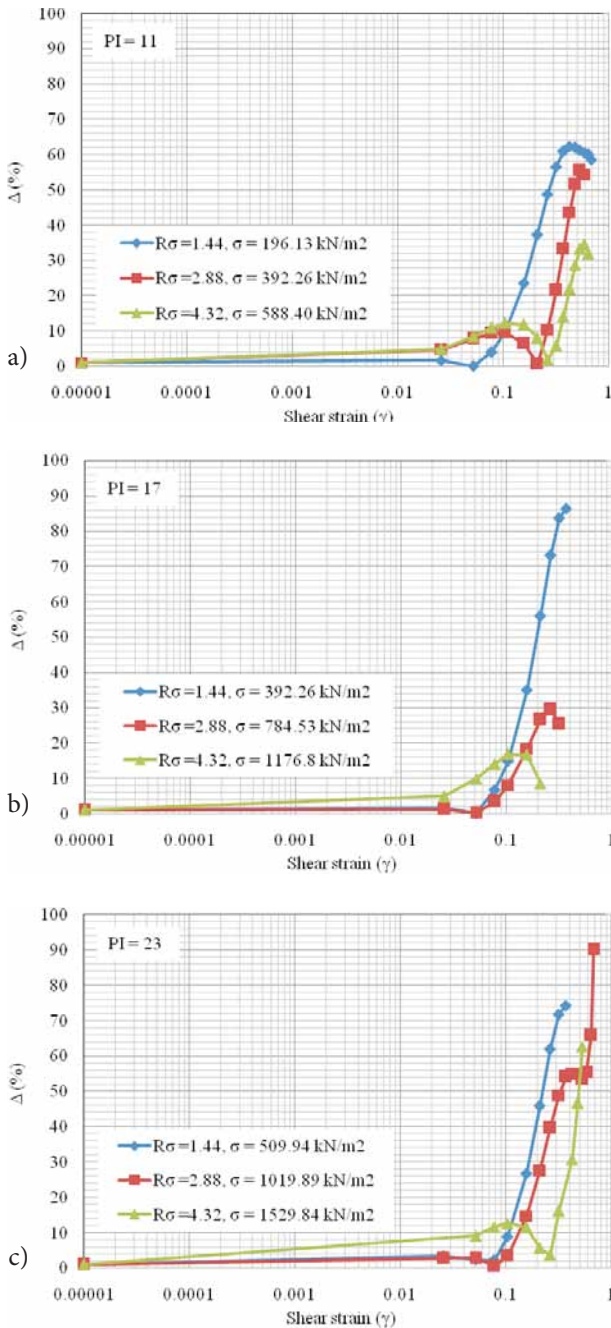 100
PI = 11
90
80
70
60
50
40
30
20
10
0
Δ (%)
Rσ=1.44, σ = 196.13 kN/m2
Rσ=2.88, σ = 392.26 kN/m2
Rσ=4.32, σ = 588.40 kN/m2
a)
0.00001 0.0001 0.001 0.01 0.1 1
Shear strain (γ)
100
PI = 17
90
80
70
60
50
40
30
20
10
0
Δ (%)
Rσ=1.44, σ = 392.26 kN/m2
Rσ=2.88, σ = 784.53 kN/m2
Rσ=4.32, σ = 1176.8 kN/m2
b)
0.00001 0.0001 0.001 0.01 0.1 1
Shear strain (γ)
100
PI = 23
90
80
70
60
50
40
30
20
10
0
Δ (%)
Rσ=1.44, σ = 509.94 kN/m2
Rσ=2.88, σ = 1019.89 kN/m2
Rσ=4.32, σ = 1529.84 kN/m2
c)
0.00001 0.0001 0.001 0.01 0.1 1
Shear strain (γ)